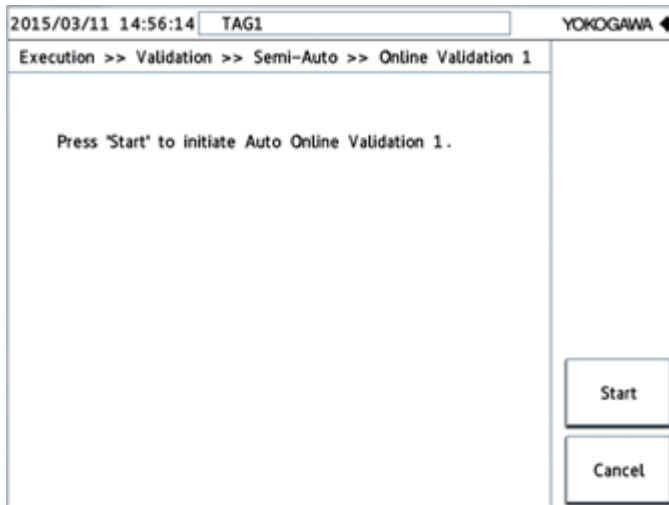 2015/03/11 14:56:14 TAG1 YOKOGAWA
Execution >> Validation >> Semi-Auto >> Online Validation 1
Press "Start" to initiate Auto Online Validation 1.
Start
Cancel